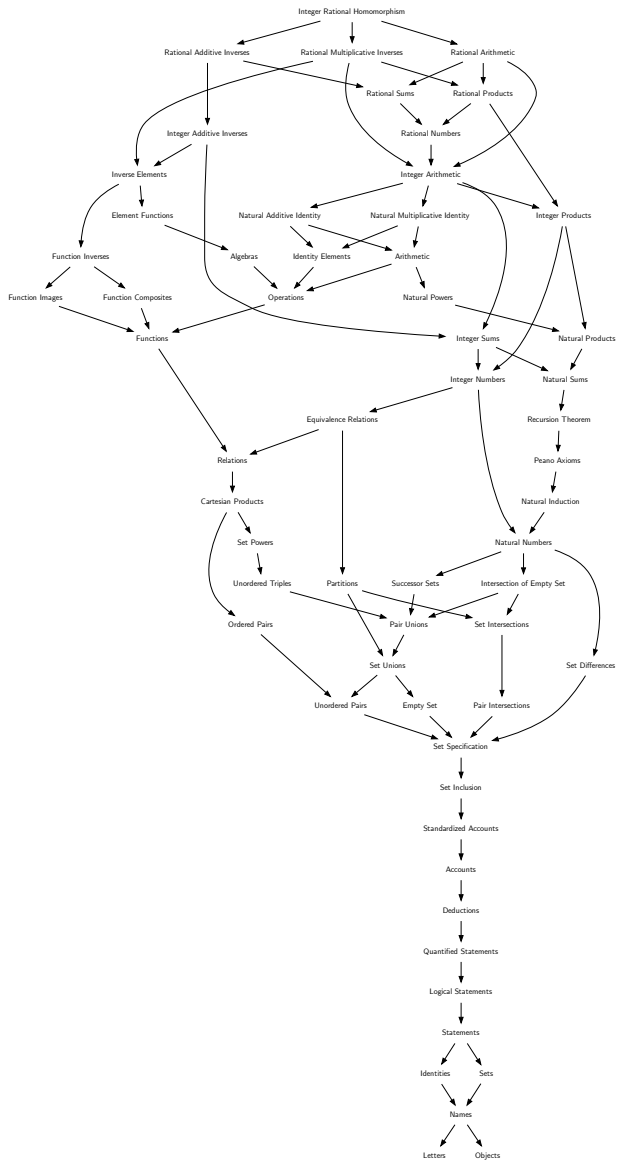 Integer Rational Homomorphism
Rational Additive Inverses
Rational Multiplicative Inverses
Rational Arithmetic
Rational Sums
Rational Products
Integer Additive Inverses
Rational Numbers
Inverse Elements
Integer Arithmetic
Element Functions
Natural Additive Identity
Natural Multiplicative Identity
Integer Products
Function Inverses
Algebras
Identity Elements
Arithmetic
Function Images
Function Composites
Operations
Natural Powers
Functions
Integer Sums
Natural Products
Integer Numbers
Natural Sums
Equivalence Relations
Recursion Theorem
Relations
Peano Axioms
Cartesian Products
Natural Induction
Set Powers
Natural Numbers
Unordered Triples
Partitions
Successor Sets
Intersection of Empty Set
Ordered Pairs
Pair Unions
Set Intersections
Set Unions
Set Differences
Unordered Pairs
Empty Set
Pair Intersections
Set Specification
Set Inclusion
Standardized Accounts
Accounts
Deductions
Quantified Statements
Logical Statements
Statements
Identities
Sets
Names
Letters
Objects